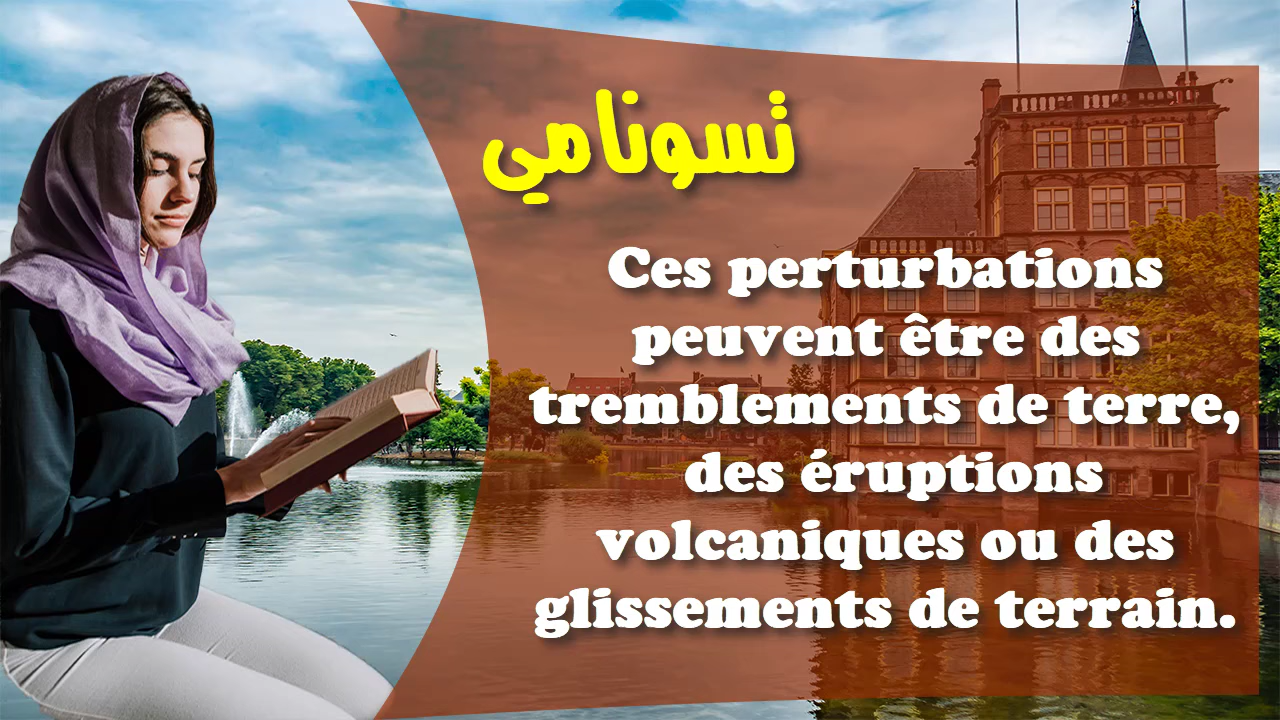 تسونامي
Ces perturbations
peuvent être des
tremblements de terre,
des éruptions
volcaniques ou des
glissements de terrain.